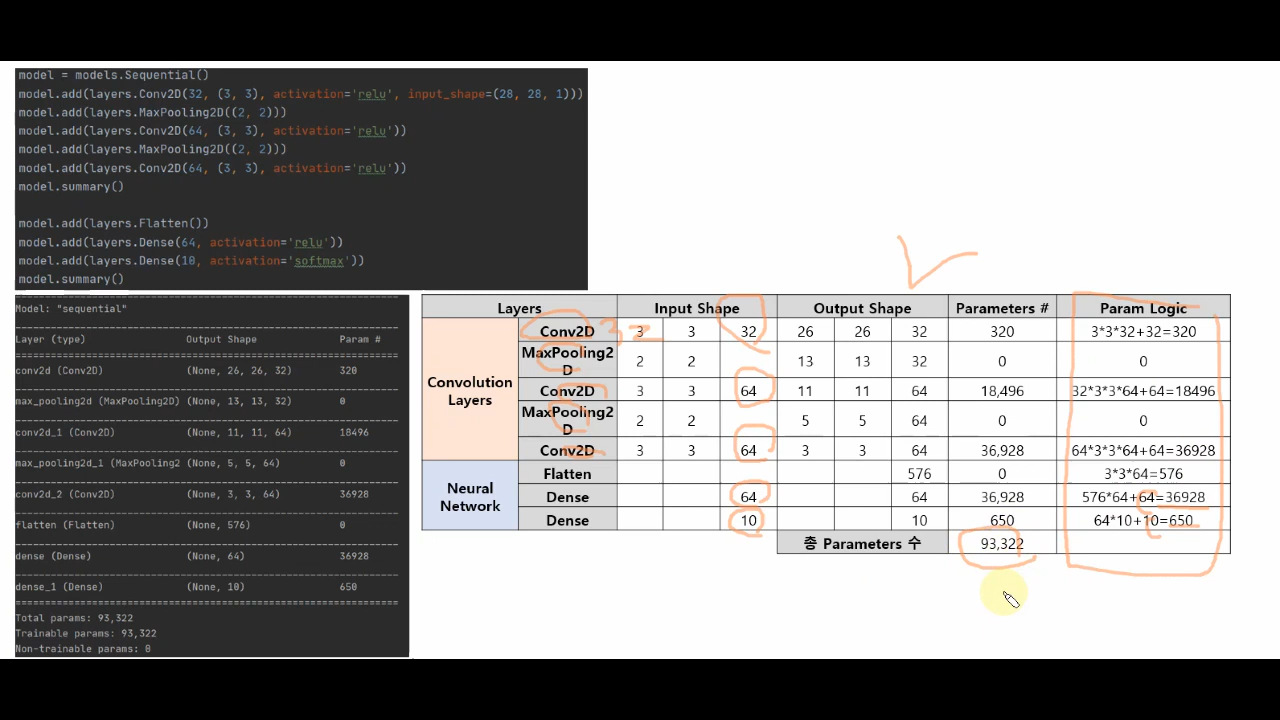 model = models.Sequential()
model.add(layers.Conv2D(32, (3, 3), activation='relu', input_shape=(28, 28, 1)))
model.add(layers.MaxPooling2D((2, 2)))
model.add(layers.Conv2D(64, (3, 3), activation='relu'))
model.add(layers.MaxPooling2D((2, 2)))
model.add(layers.Conv2D(64, (3, 3), activation='relu'))
model.summary()
model.add(layers.Flatten())
model.add(layers.Dense(64, activation='relu'))
model.add(layers.Dense(10, activation='softmax'))
model.summary()
Model: "sequential"
Layer (type) Output Shape Param #
conv2d (Conv2D) (None, 26, 26, 32) 320
max_pooling2d (MaxPooling2D) (None, 13, 13, 32) 0
conv2d_1 (Conv2D) (None, 11, 11, 64) 18496
max_pooling2d_1 (MaxPooling2 (None, 5, 5, 64) 0
conv2d_2 (Conv2D) (None, 3, 3, 64) 36928
flatten (Flatten) (None, 576) 0
dense (Dense) (None, 64) 36928
dense_1 (Dense) (None, 10) 650
Total params: 93,322
Trainable params: 93,322
Non-trainable params: 0
Layers Input Shape Output Shape Parameters # Param Logic
Convolution Layers
Conv2D 32 3 3 32 26 26 32 320 3*3*32+32=320
MaxPooling2D 2 2 13 13 32 0 0
Conv2D 3 3 64 11 11 64 18,496 32*3*3*64+64=18496
MaxPooling2D 2 2 5 5 64 0 0
Conv2D 3 3 64 3 3 64 36,928 64*3*3*64+64=36928
Neural Network
Flatten 576 0 3*3*64=576
Dense 64 64 36,928 576*64+64=36928
Dense 10 10 650 64*10+10=650
총 Parameters 수 93,322